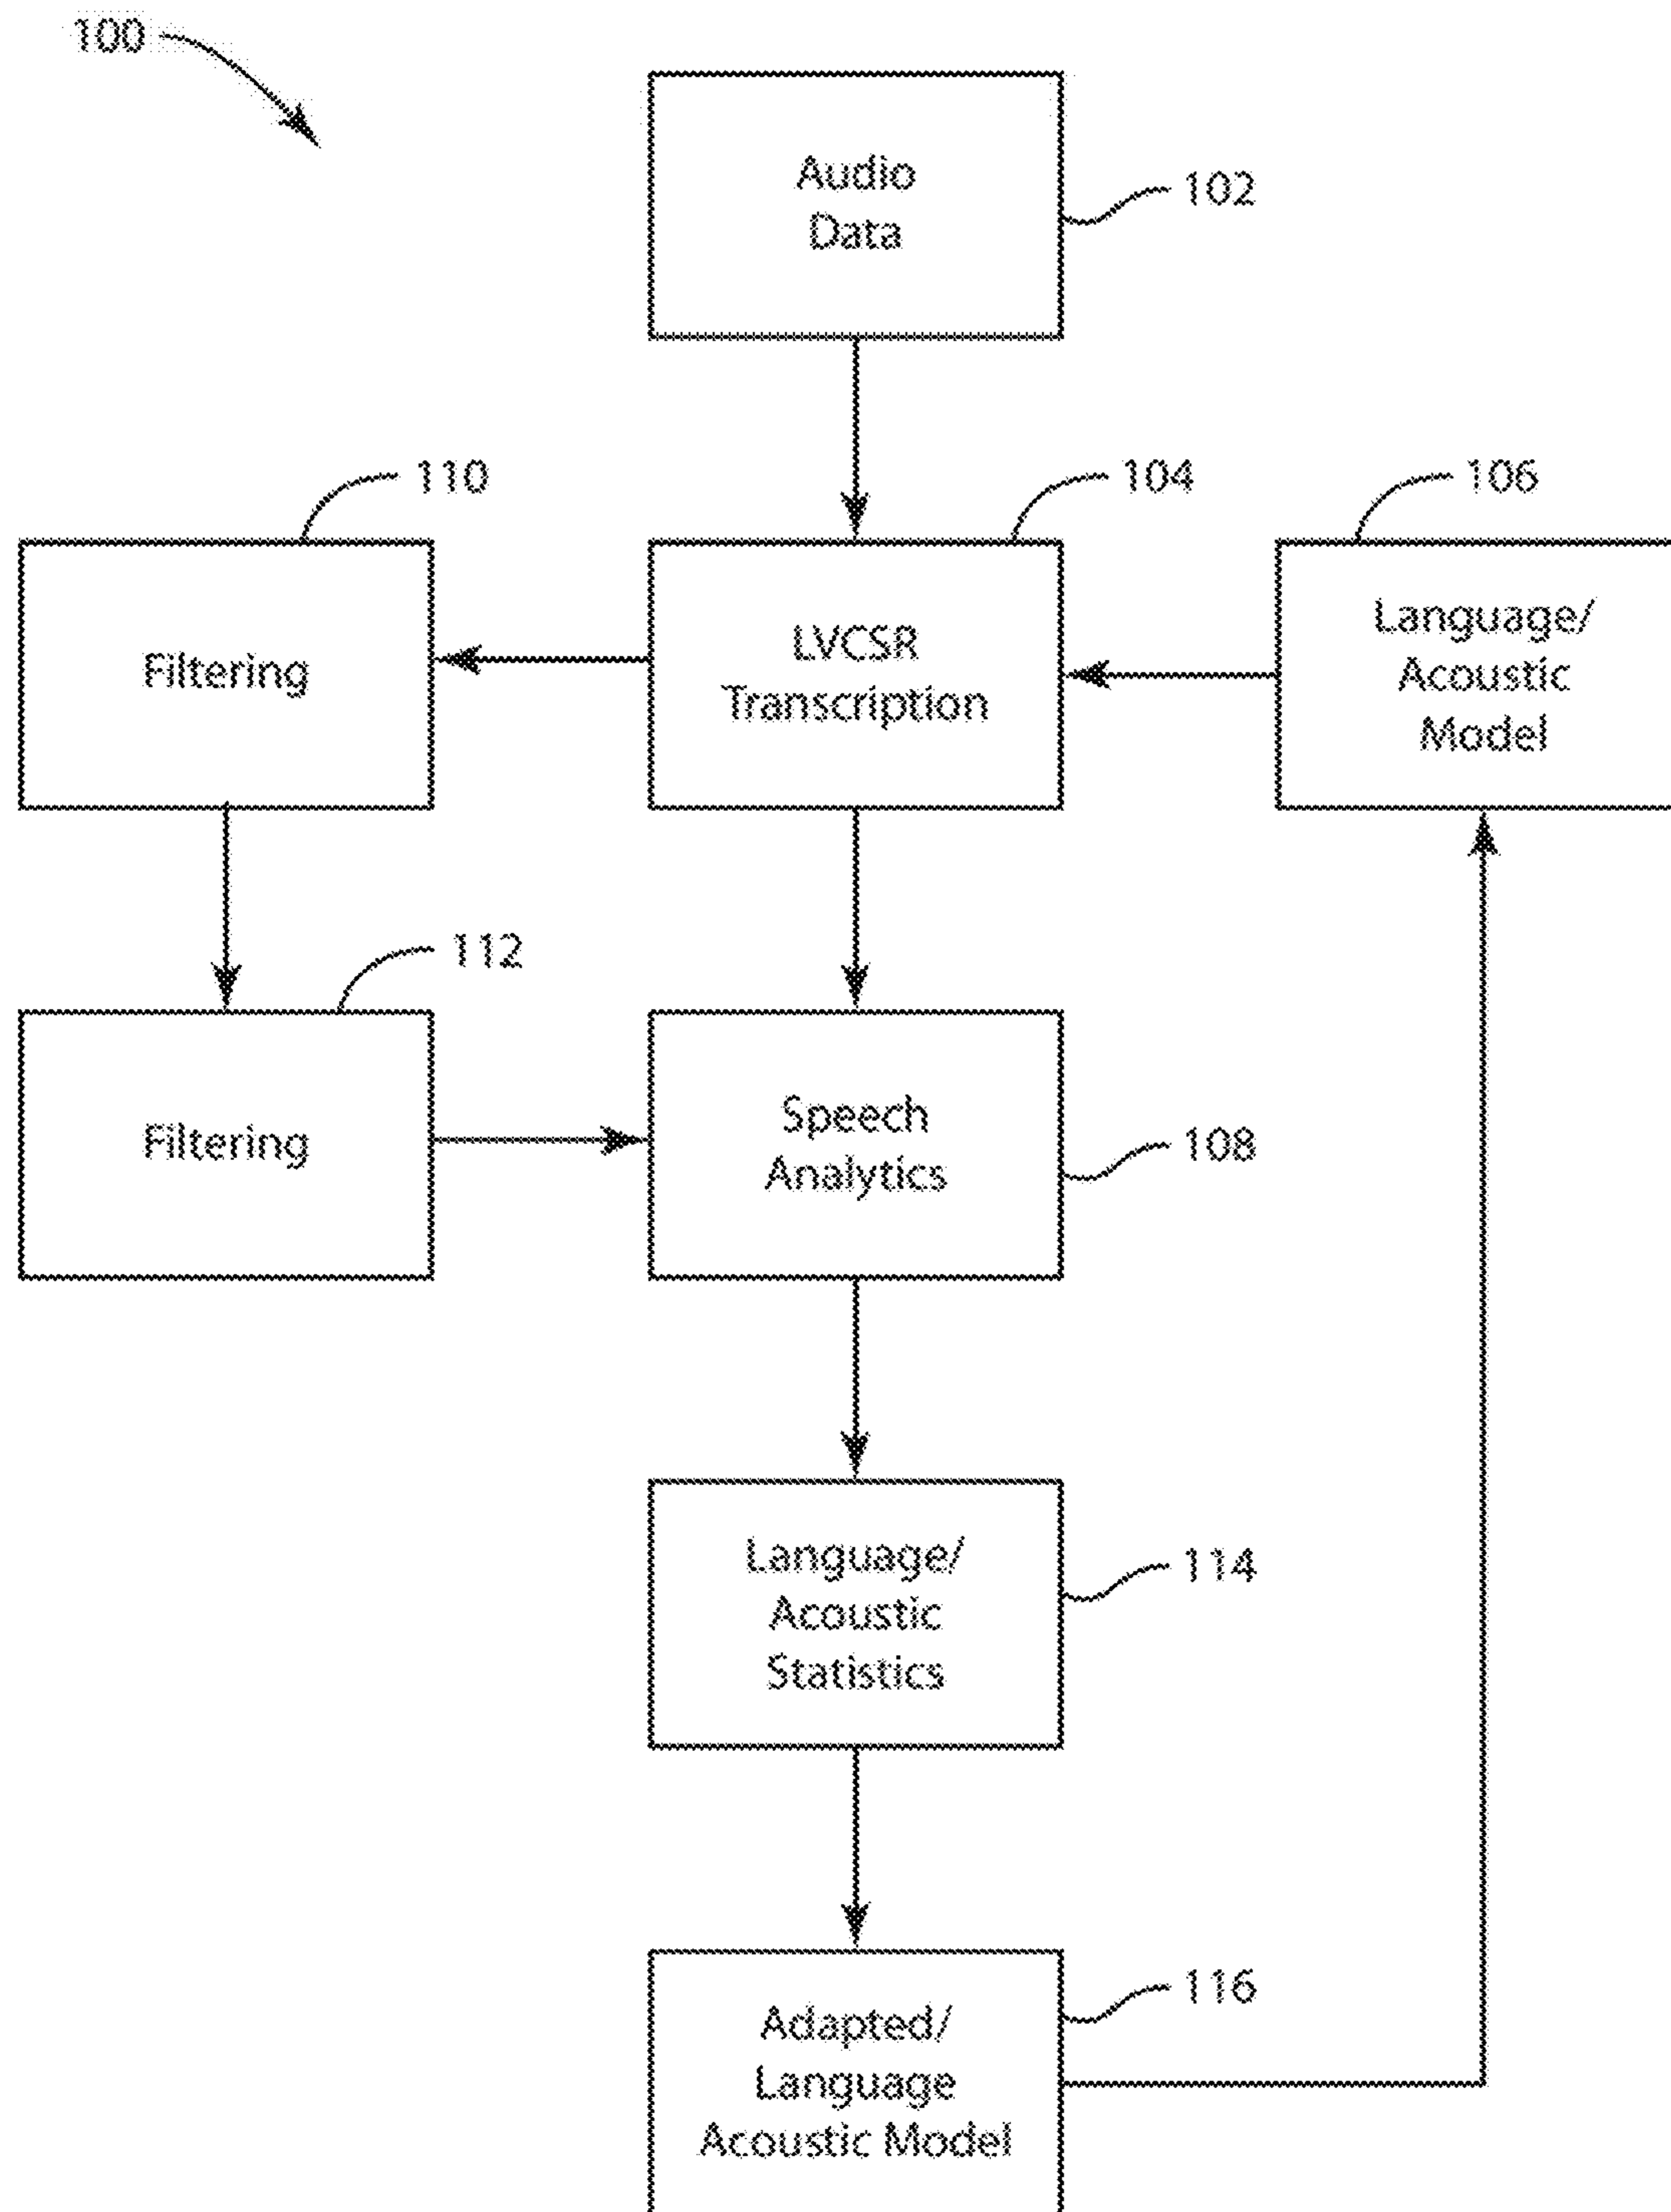 100
Audio
Data
102
110
104
106
Filtering
LVCSR
Transcription
Language/
Acoustic
Model
112
Filtering
Speech
Analytics
108
Language/
Acoustic
Statistics
114
Adapted/
Language
Acoustic Model
116